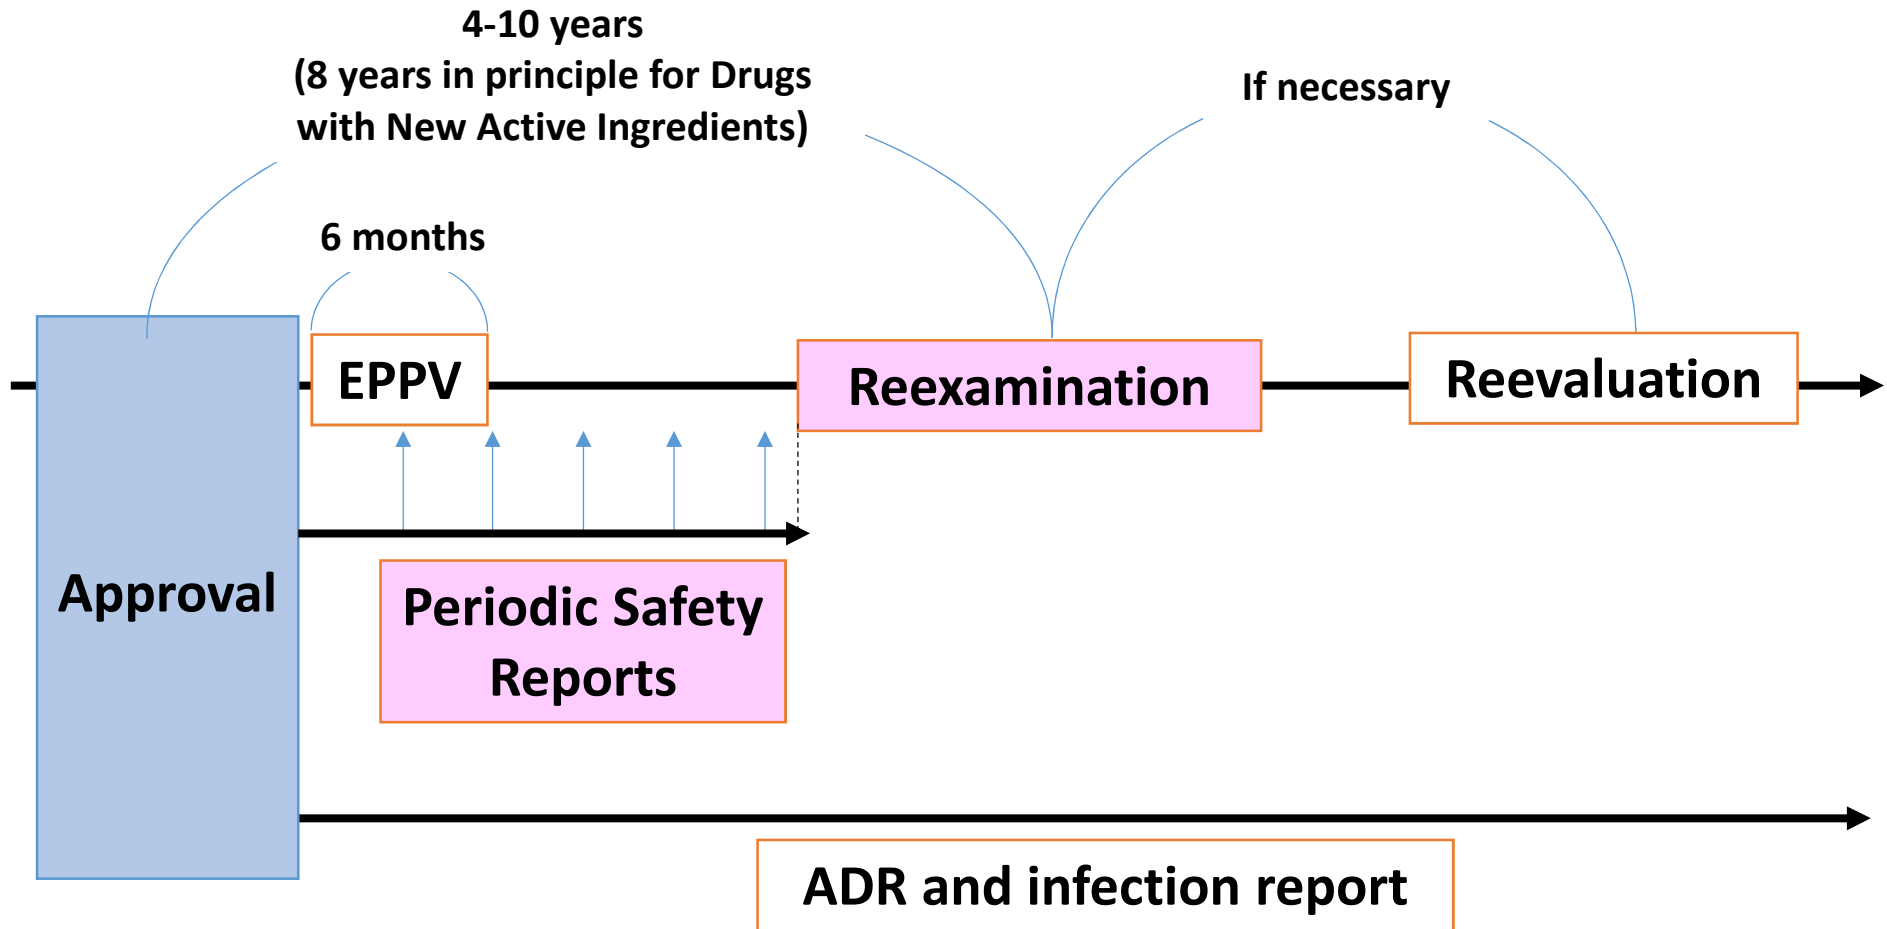 4-10 years
(8 years in principle for Drugs
with New Active Ingredients)
If necessary
6 months
EPPV
Reexamination
Reevaluation
Approval
Periodic Safety
Reports
ADR and infection report